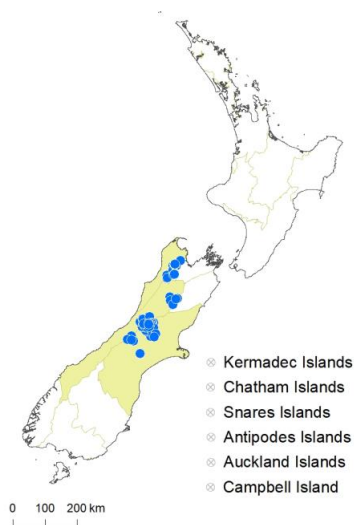 Kermadec Islands
Chatham Islands
Snares Islands
Antipodes Islands
Auckland Islands
Campbell Island
0 100 200 km